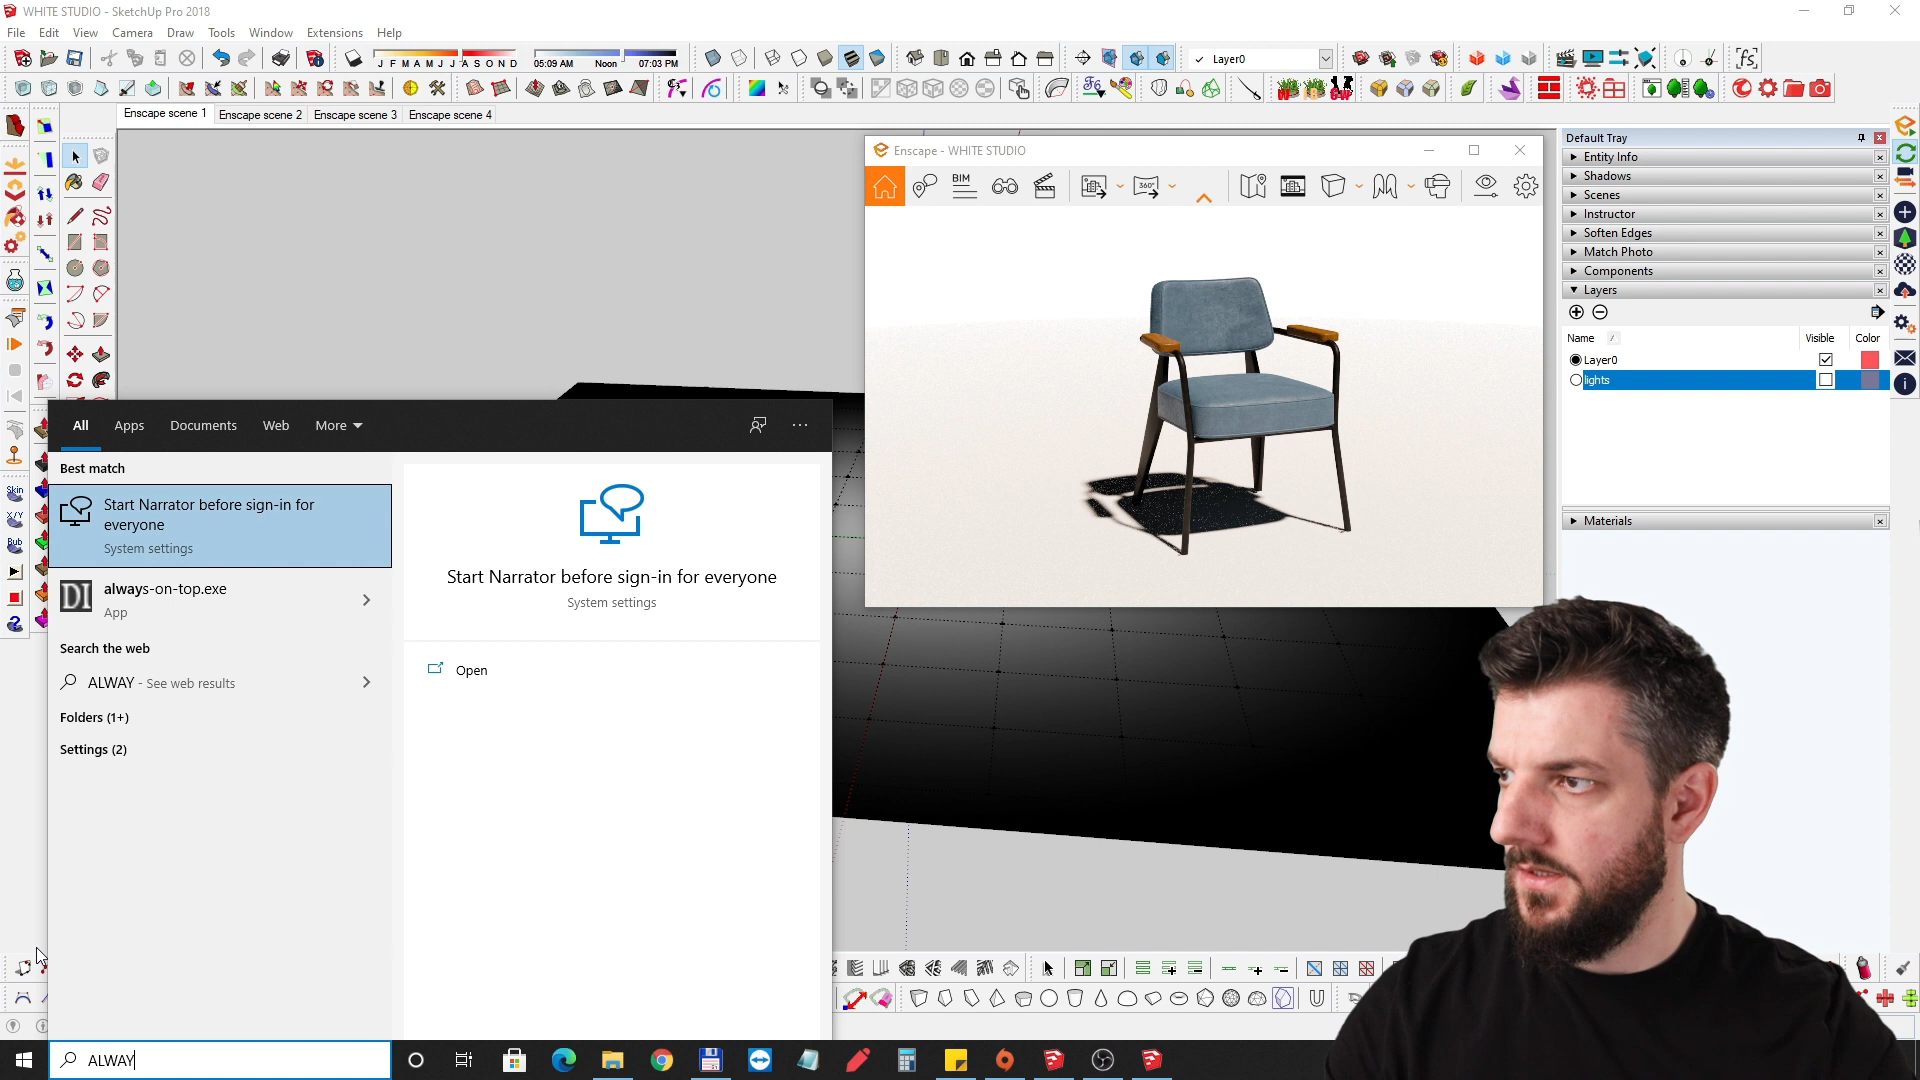 WHITE STUDIO - SketchUp Pro 2018
File Edit View Camera Draw Tools Window Extensions Help
J F M A M J J A S O N D
05:09 AM Noon 07:03 PM
Layer0
Enscape scene 1 Enscape scene 2 Enscape scene 3 Enscape scene 4
Enscape - WHITE STUDIO
BIM
360°
Default Tray
Entity Info
Shadows
Scenes
Instructor
Soften Edges
Match Photo
Components
Layers
Name Visible Color
Layer0
lights
Materials
Skin
X/Y
Bub
All Apps Documents Web More
Best match
Start Narrator before sign-in for
everyone
System settings
always-on-top.exe
App
Search the web
ALWAY - See web results
Folders (1+)
Settings (2)
Start Narrator before sign-in for everyone
System settings
Open
ALWAY